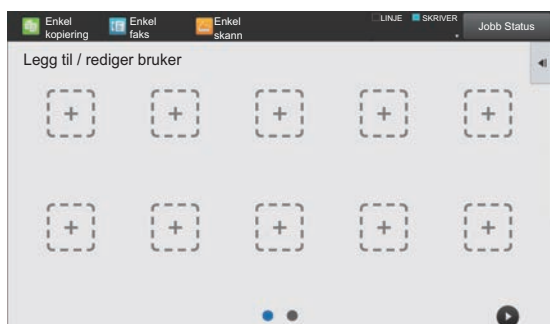 Enkel kopiering
Enkel faks
Enkel skann
LINJE
SKRIVER
Jobb Status
Legg til / rediger bruker